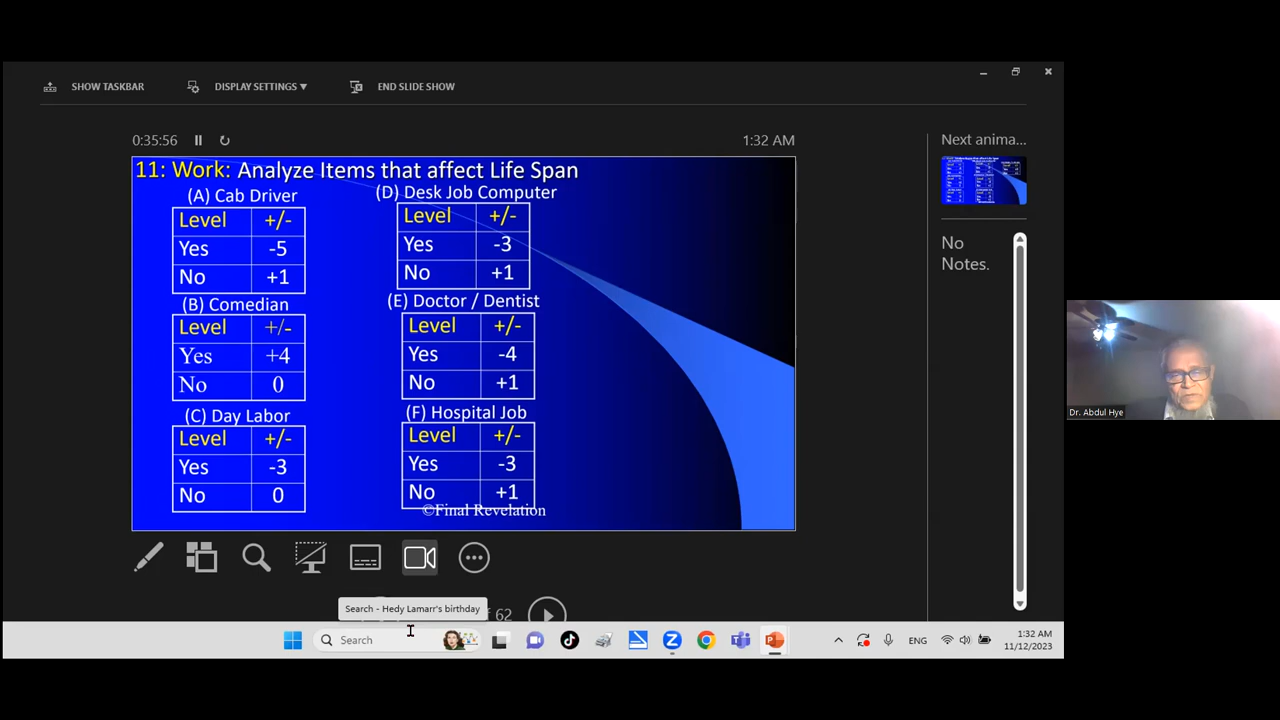 SHOW TASKBAR
DISPLAY SETTINGS ▼
END SLIDE SHOW
0:35:56
1:32 AM
11: Work: Analyze Items that affect Life Span
(A) Cab Driver
Level +/-
Yes -5
No +1
(B) Comedian
Level +/-
Yes +4
No 0
(C) Day Labor
Level +/-
Yes -3
No 0
(D) Desk Job Computer
Level +/-
Yes -3
No +1
(E) Doctor / Dentist
Level +/-
Yes -4
No +1
(F) Hospital Job
Level +/-
Yes -3
No +1
©Final Revelation
Next anima...
No
Notes.
Dr. Abdul Hye
Search - Hedy Lamarr's birthday
62
Search
ENG
1:32 AM
11/12/2023